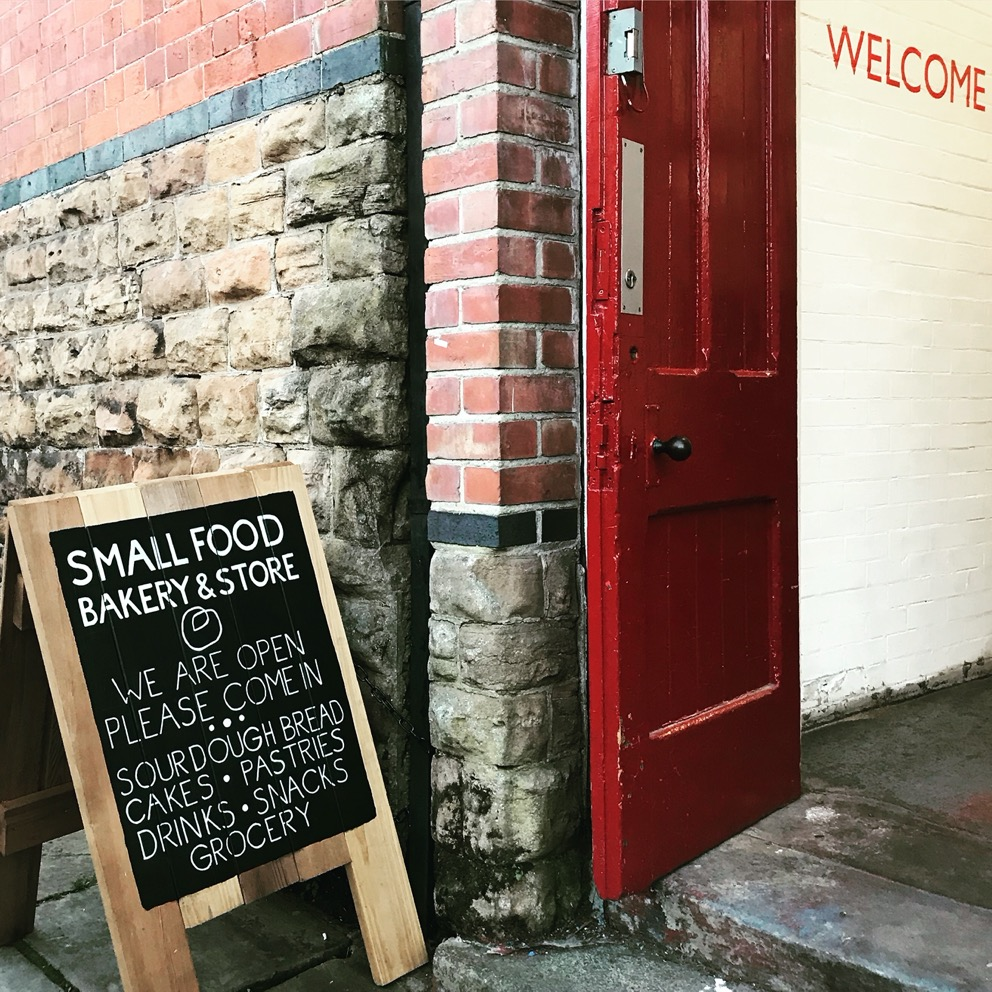 SMALL FOOD
BAKERY & STORE
WE ARE OPEN
PLEASE COME IN
SOURDOUGH BREAD
CAKES • PASTRIES
DRINKS • SNACKS
GROCERY
WELCOME